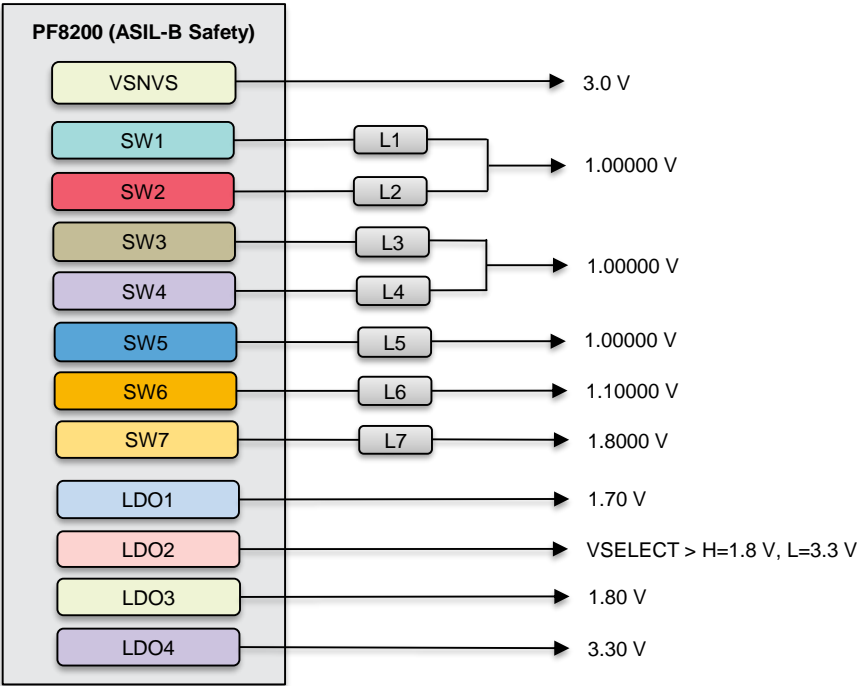 PF8200 (ASIL-B Safety)
VSNVS
3.0 V
SW1
L1
1.00000 V
SW2
L2
SW3
L3
1.00000 V
SW4
L4
SW5
L5
1.00000 V
SW6
L6
1.10000 V
SW7
L7
1.8000 V
LDO1
1.70 V
LDO2
VSELECT > H=1.8 V, L=3.3 V
LDO3
1.80 V
LDO4
3.30 V